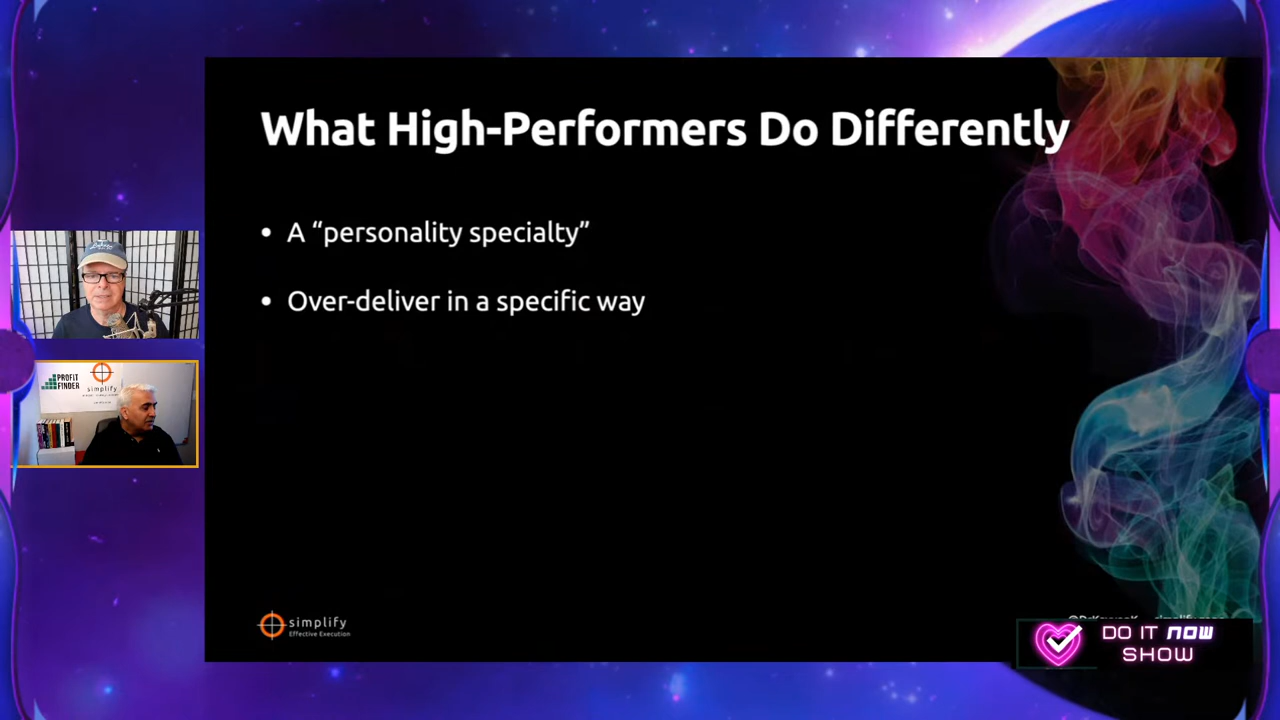 What High-Performers Do Differently
• A “personality specialty”
• Over-deliver in a specific way
PROFIT
FINDER
simplify
simplify
Effective Execution
DO IT NOW
SHOW